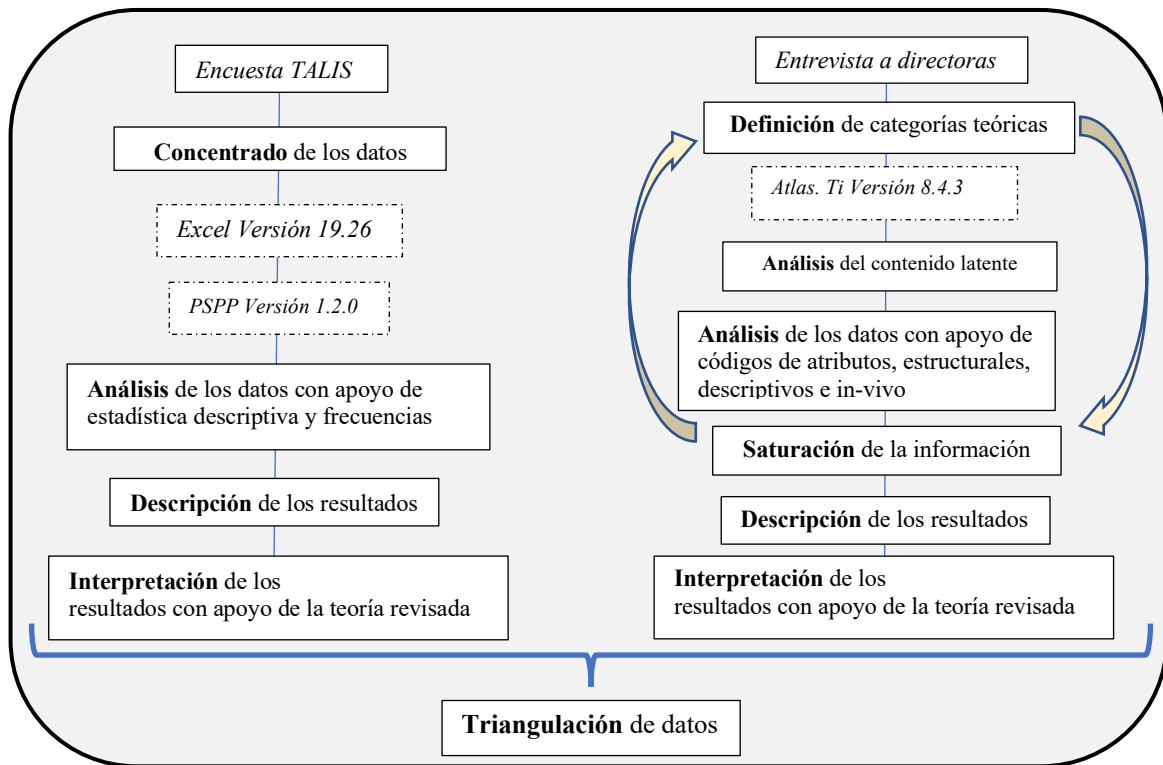 Encuesta TALIS
Concentrado de los datos
Excel Versión 19.26
PSPP Versión 1.2.0
Análisis de los datos con apoyo de
estadística descriptiva y frecuencias
Descripción de los resultados
Interpretación de los
resultados con apoyo de la teoría revisada
Entrevista a directoras
Definición de categorías teóricas
Atlas. Ti Versión 8.4.3
Análisis del contenido latente
Análisis de los datos con apoyo de
códigos de atributos, estructurales,
descriptivos e in-vivo
Saturación de la información
Descripción de los resultados
Interpretación de los
resultados con apoyo de la teoría revisada
Triangulación de datos